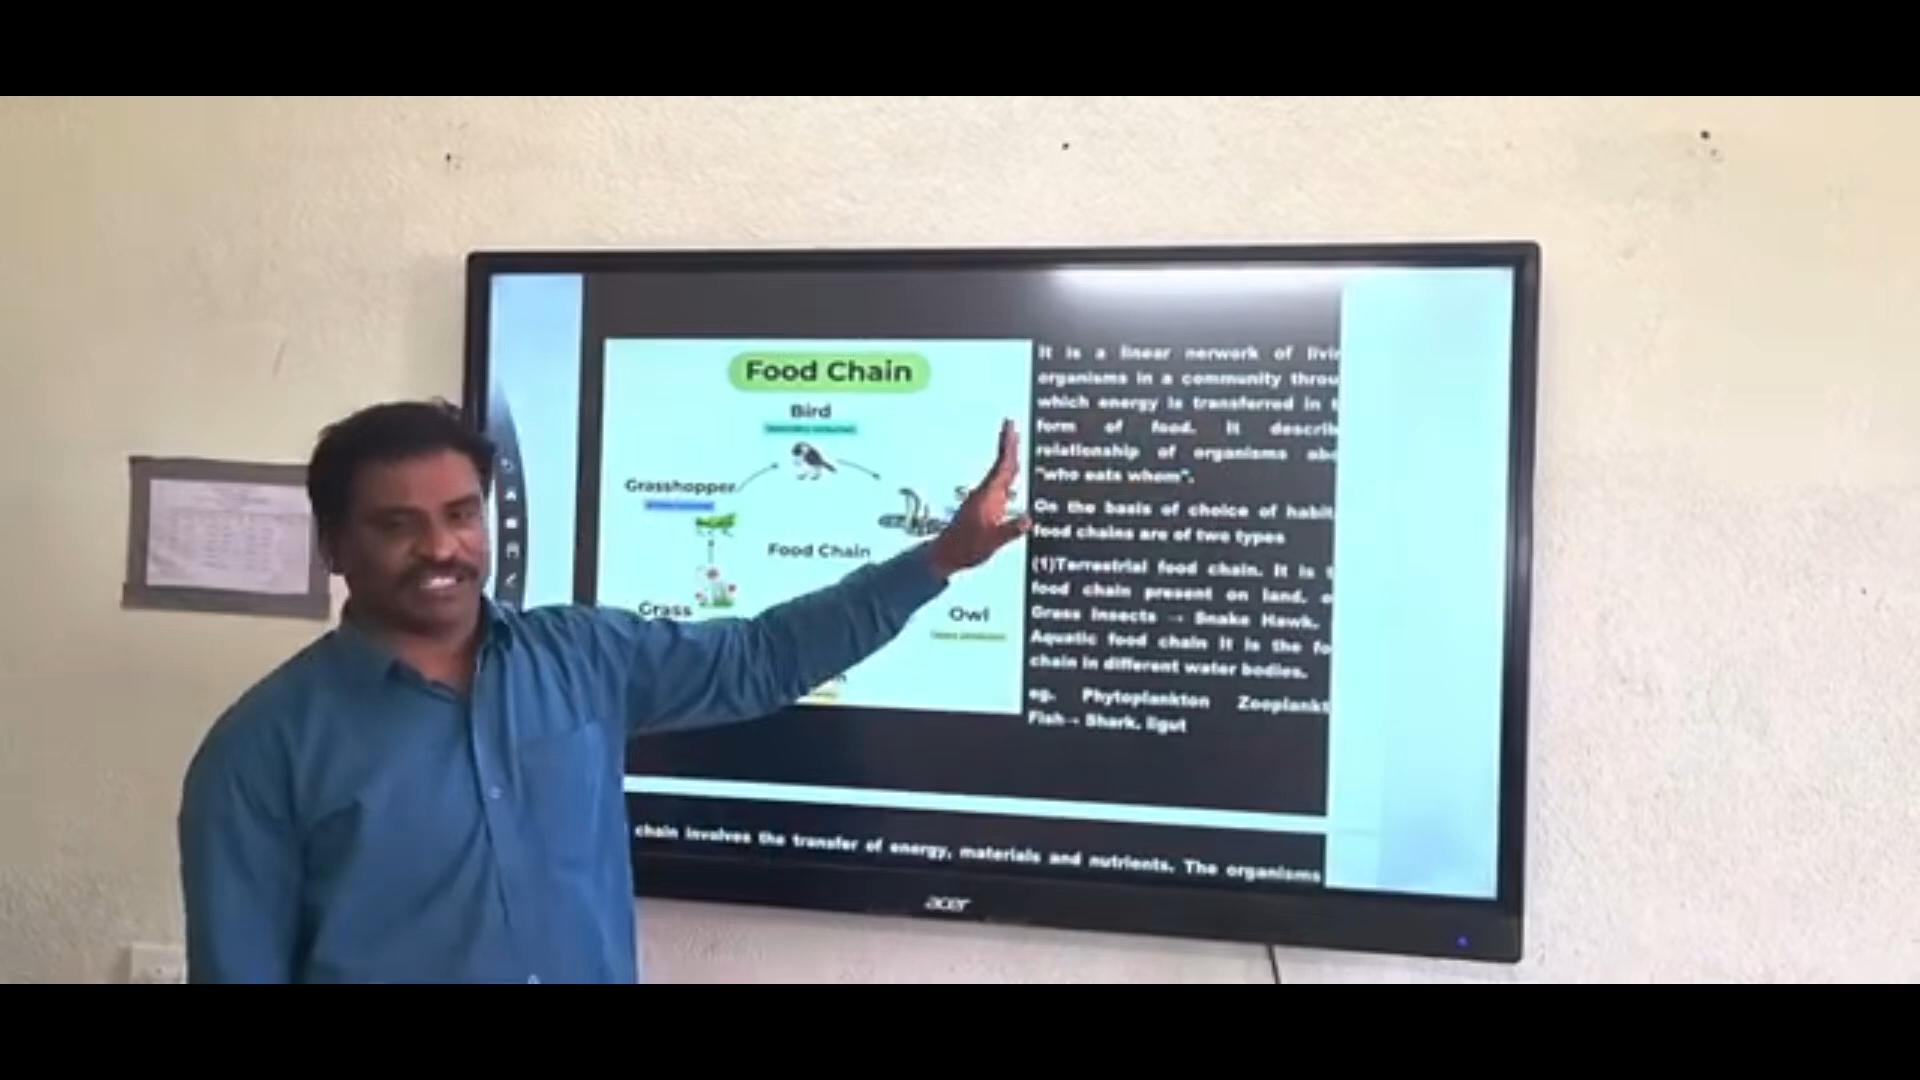 Food Chain
Bird
Grasshopper
Food Chain
Grass
Owl
It is a linear nerwork of livin
organisms in a community throu
which energy is transferred in t
form of food. It describ
relationship of organisms abo
"who eats whom".
On the basis of choice of habit
food chains are of two types
(1)Terrestrial food chain. It is t
food chain present on land. e
Grass Insects → Snake Hawk.
Aquatic food chain It is the fo
chain in different water bodies.
eg. Phytoplankton Zooplankt
Fish→ Shark. ligut
chain involves the transfer of energy, materials and nutrients. The organisms
acer